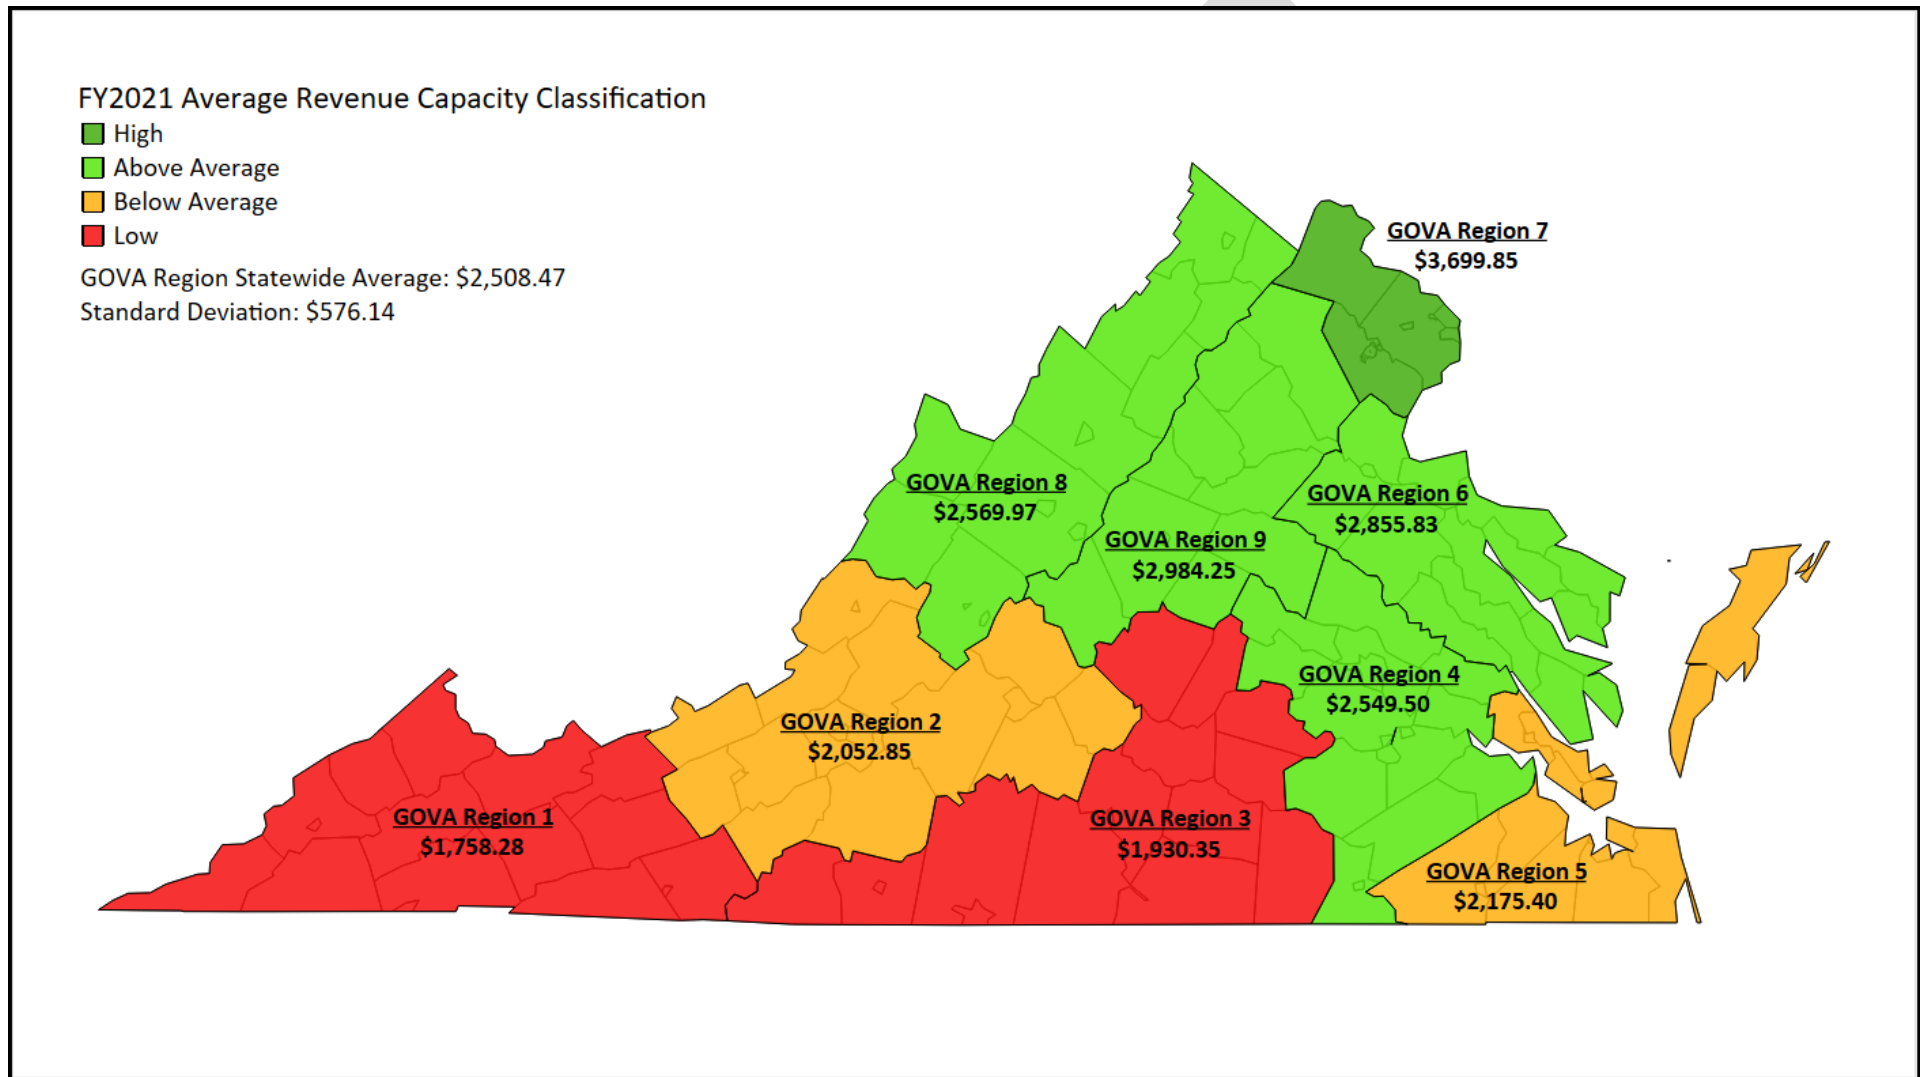 FY2021 Average Revenue Capacity Classification
High
Above Average
Below Average
Low
GOVA Region Statewide Average: $2,508.47
Standard Deviation: $576.14
GOVA Region 7
$3,699.85
GOVA Region 8
$2,569.97
GOVA Region 6
$2,855.83
GOVA Region 9
$2,984.25
GOVA Region 4
$2,549.50
GOVA Region 2
$2,052.85
GOVA Region 1
$1,758.28
GOVA Region 3
$1,930.35
GOVA Region 5
$2,175.40